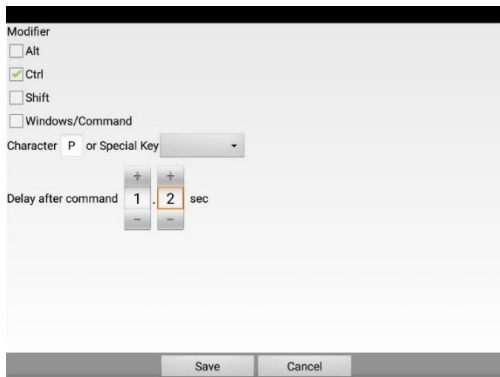 Modifier
Alt
Ctrl
Shift
Windows/Command
Character P or Special Key
+ +
Delay after command 1 . 2 sec
- -
Save Cancel